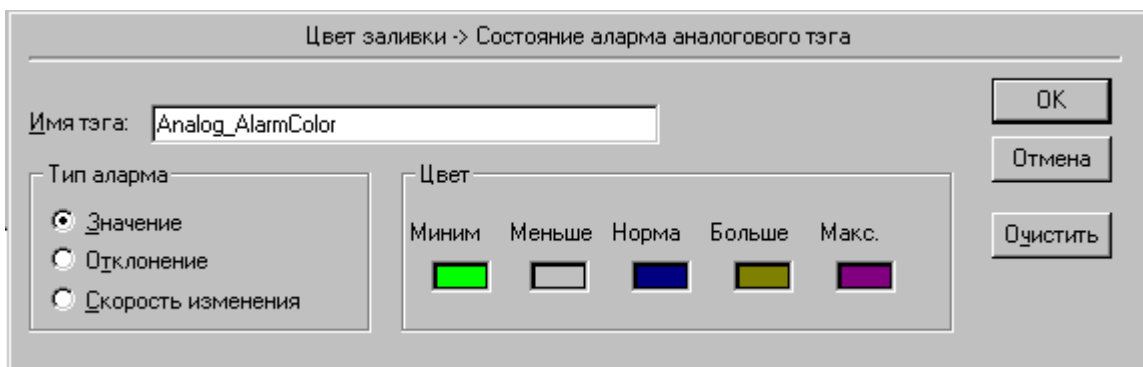 Цвет заливки -> Состояние аларма аналогового тэга
Имя тэга: Analog_AlarmColor
OK
Отмена
Очистить
Тип аларма
Значение
Отклонение
Скорость изменения
Цвет
Миним Меньше Норма Больше Макс.